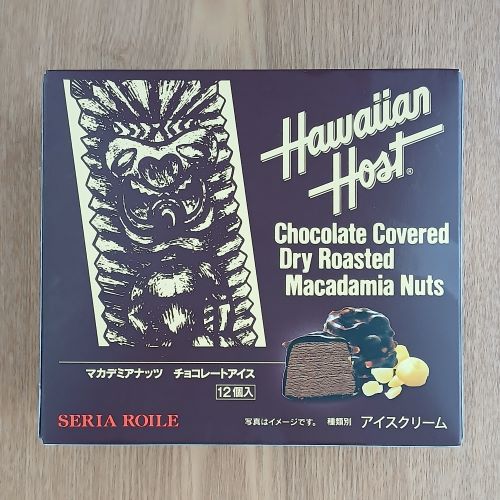 Hawaiian
Host®
Chocolate Covered
Dry Roasted
Macadamia Nuts
マカデミアナッツ チョコレートアイス
12個入
SERIA ROILE
写真はイメージです。 種類別 アイスクリーム